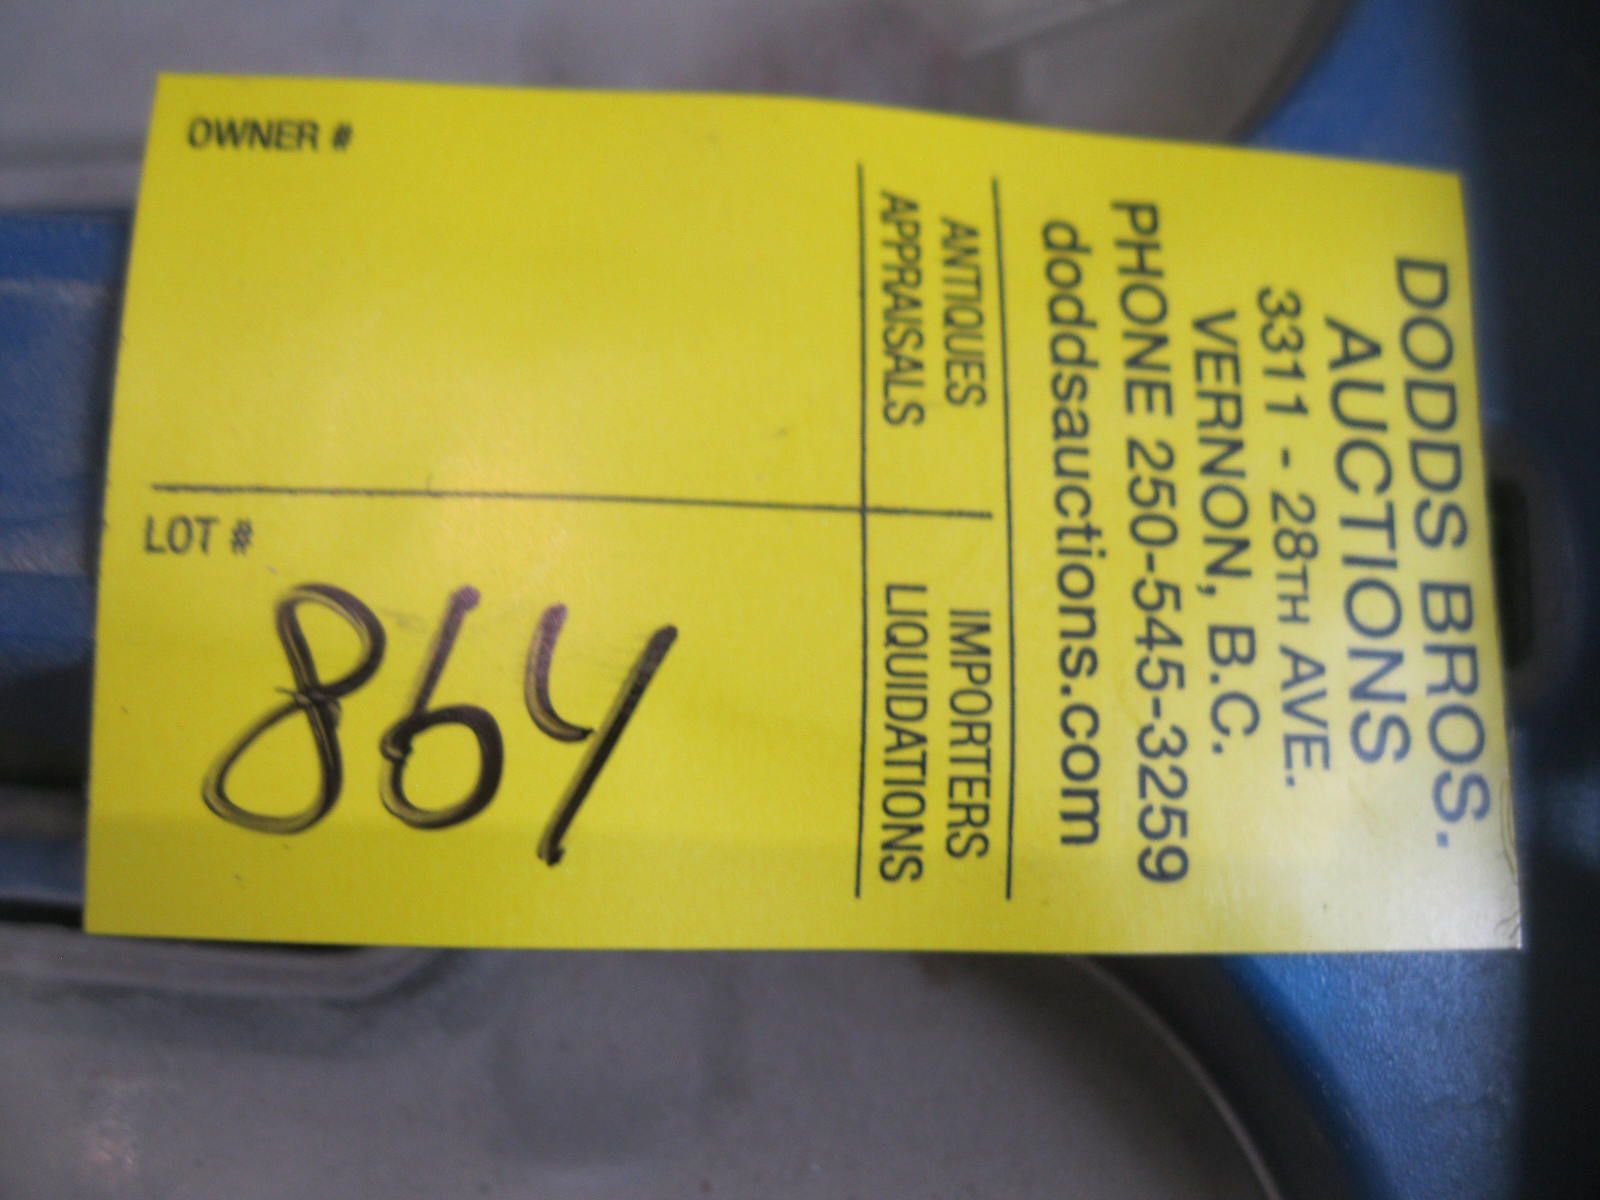 DODDS BROS.
AUCTIONS
3311 - 28TH AVE.
VERNON, B.C.
PHONE 250-545-3259
doddsauctions.com
ANTIQUES IMPORTERS
APPRAISALS LIQUIDATIONS
OWNER #
LOT #
864